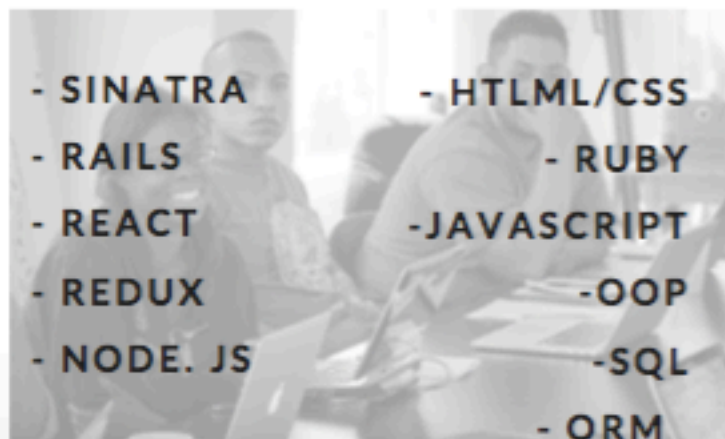 - SINATRA
- RAILS
- REACT
- REDUX
- NODE. JS
- HTLML/CSS
- RUBY
-JAVASCRIPT
-OOP
-SQL
- ORM